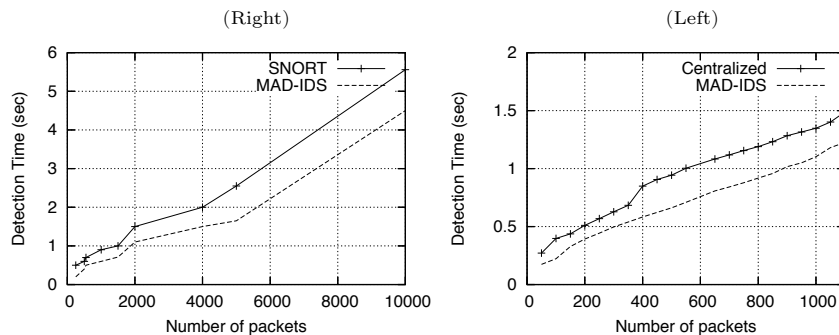 (Right)
(Left)
6
5
4
3
2
1
0
Detection Time (sec)
SNORT
MAD-IDS
0 2000 4000 6000 8000 10000
Number of packets
2
1.5
1
0.5
0
Detection Time (sec)
Centralized
MAD-IDS
200 400 600 800 1000
Number of packets